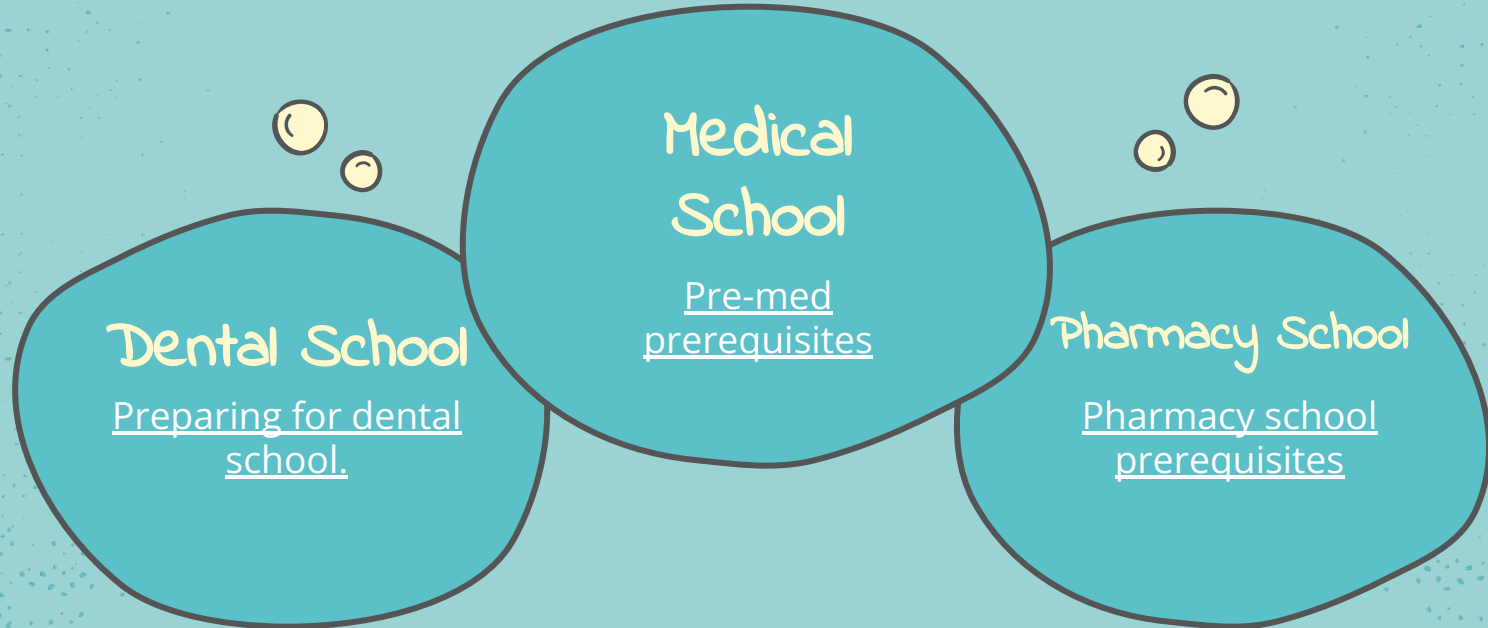 Medical
School
Pre-med
prerequisites
Dental School
Preparing for dental
school.
Pharmacy School
Pharmacy school
prerequisites